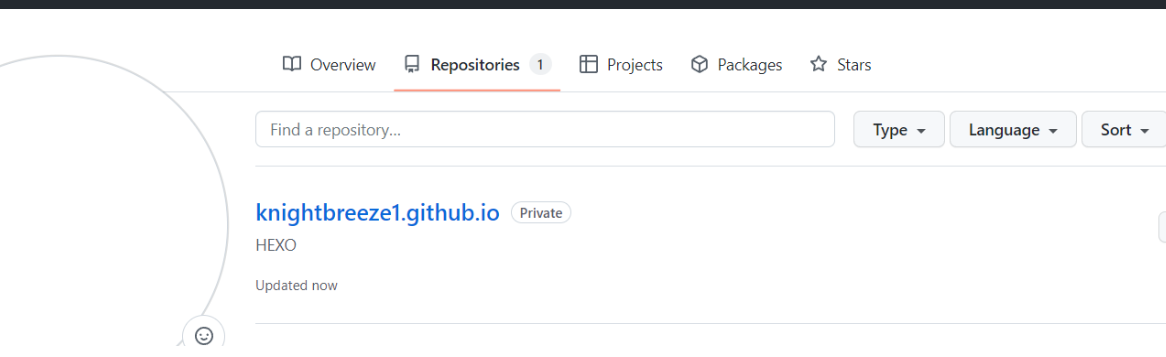 Overview Repositories 1 Projects Packages Stars
Find a repository... Type Language Sort
knightbreeze1.github.io Private
HEXO
Updated now